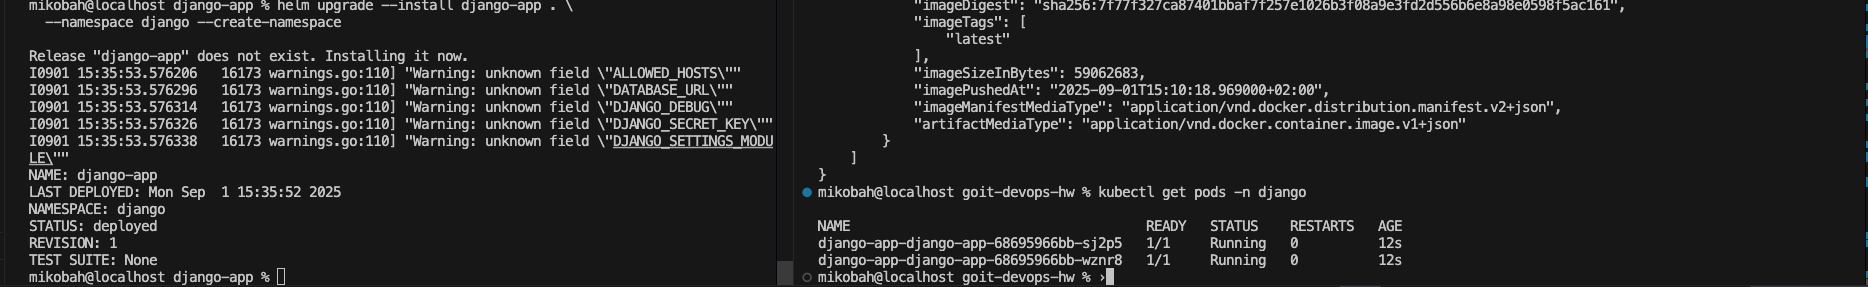 mikobah@localhost django-app % helm upgrade --install django-app . \
  --namespace django --create-namespace
Release "django-app" does not exist. Installing it now.
I0901 15:35:53.576206   16173 warnings.go:110] "Warning: unknown field \"ALLOWED_HOSTS\""
I0901 15:35:53.576296   16173 warnings.go:110] "Warning: unknown field \"DATABASE_URL\""
I0901 15:35:53.576314   16173 warnings.go:110] "Warning: unknown field \"DJANGO_DEBUG\""
I0901 15:35:53.576326   16173 warnings.go:110] "Warning: unknown field \"DJANGO_SECRET_KEY\""
I0901 15:35:53.576338   16173 warnings.go:110] "Warning: unknown field \"DJANGO_SETTINGS_MODU
LE\""
NAME: django-app
LAST DEPLOYED: Mon Sep  1 15:35:52 2025
NAMESPACE: django
STATUS: deployed
REVISION: 1
TEST SUITE: None
mikobah@localhost django-app %
"imageDigest": "sha256:7f77f327ca87401bbaf7f257e1026b3f08a9e3fd2d556b6e8a98e0598f5ac161",
"imageTags": [
"latest"
],
"imageSizeInBytes": 59062683,
"imagePushedAt": "2025-09-01T15:10:18.969000+02:00",
"imageManifestMediaType": "application/vnd.docker.distribution.manifest.v2+json",
"artifactMediaType": "application/vnd.docker.container.image.v1+json"
}
]
}
mikobah@localhost goit-devops-hw % kubectl get pods -n django
NAME                                     READY   STATUS    RESTARTS   AGE
django-app-django-app-68695966bb-sj2p5   1/1     Running   0          12s
django-app-django-app-68695966bb-wznr8   1/1     Running   0          12s
mikobah@localhost goit-devops-hw % ›